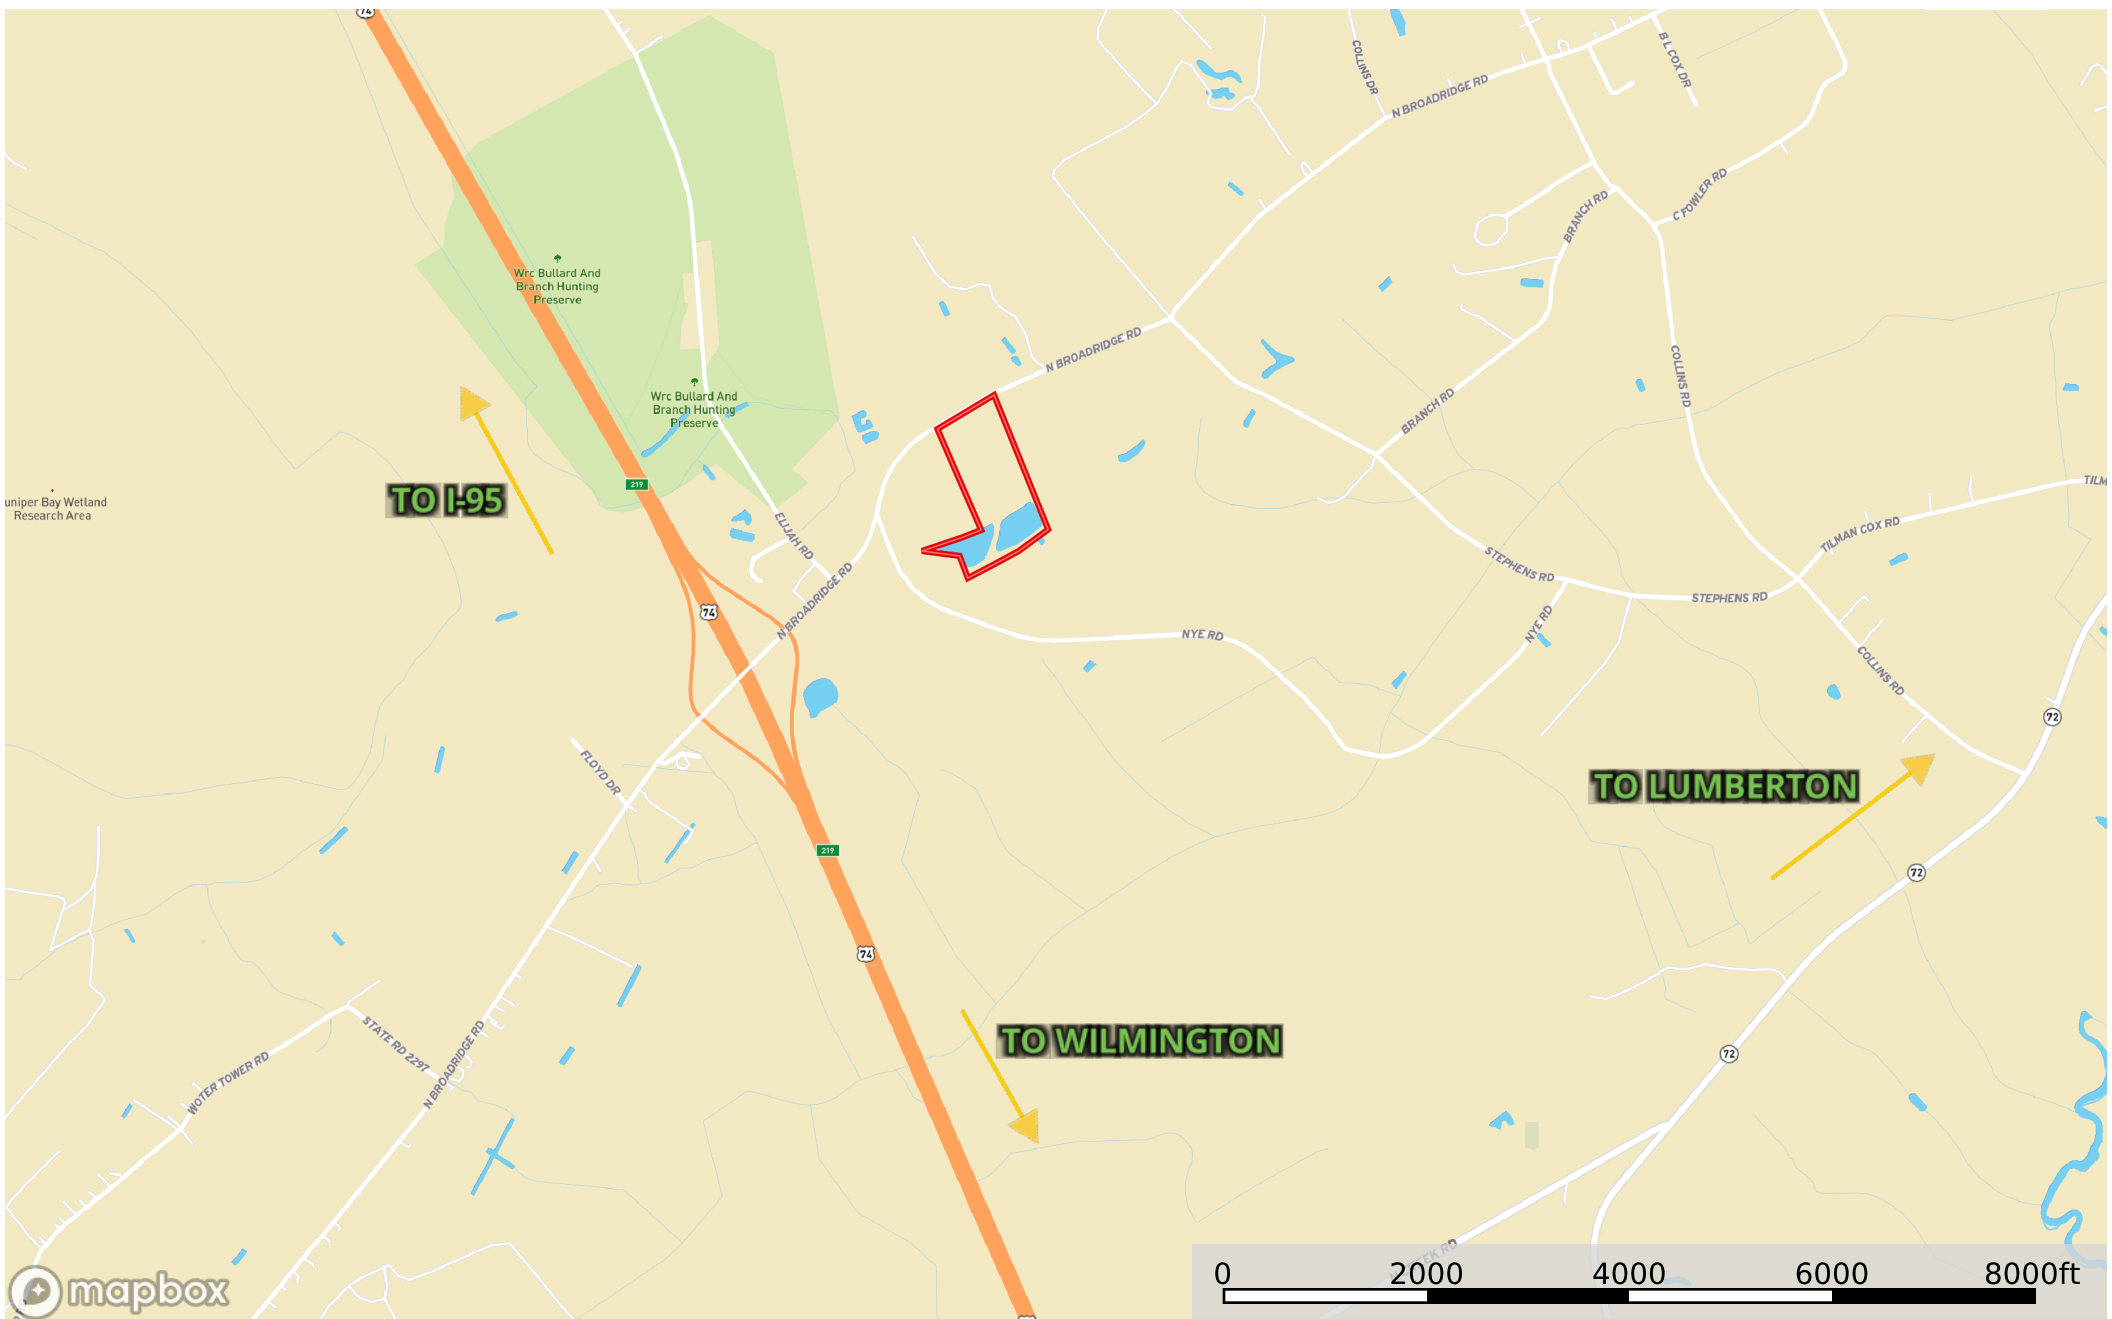 74
COLLINS DR
B L COX DR
N BROADRIDGE RD
C FOWLER RD
BRANCH RD
Wrc Bullard And
Branch Hunting
Preserve
N BROADRIDGE RD
COLLINS RD
Wrc Bullard And
Branch Hunting
Preserve
BRANCH RD
219
TO I-95
uniper Bay Wetland
Research Area
TILM
ELIJAH RD
TILMAN COX RD
STEPHENS RD
N BROADRIDGE RD
STEPHENS RD
74
NYE RD
NYE RD
COLLINS RD
72
FLOYD DR
TO LUMBERTON
219
72
74
TO WILMINGTON
STATE RD 2297
N BROADRIDGE RD
WOTER TOWER RD
72
EEK RD
0 2000 4000 6000 8000ft
mapbox